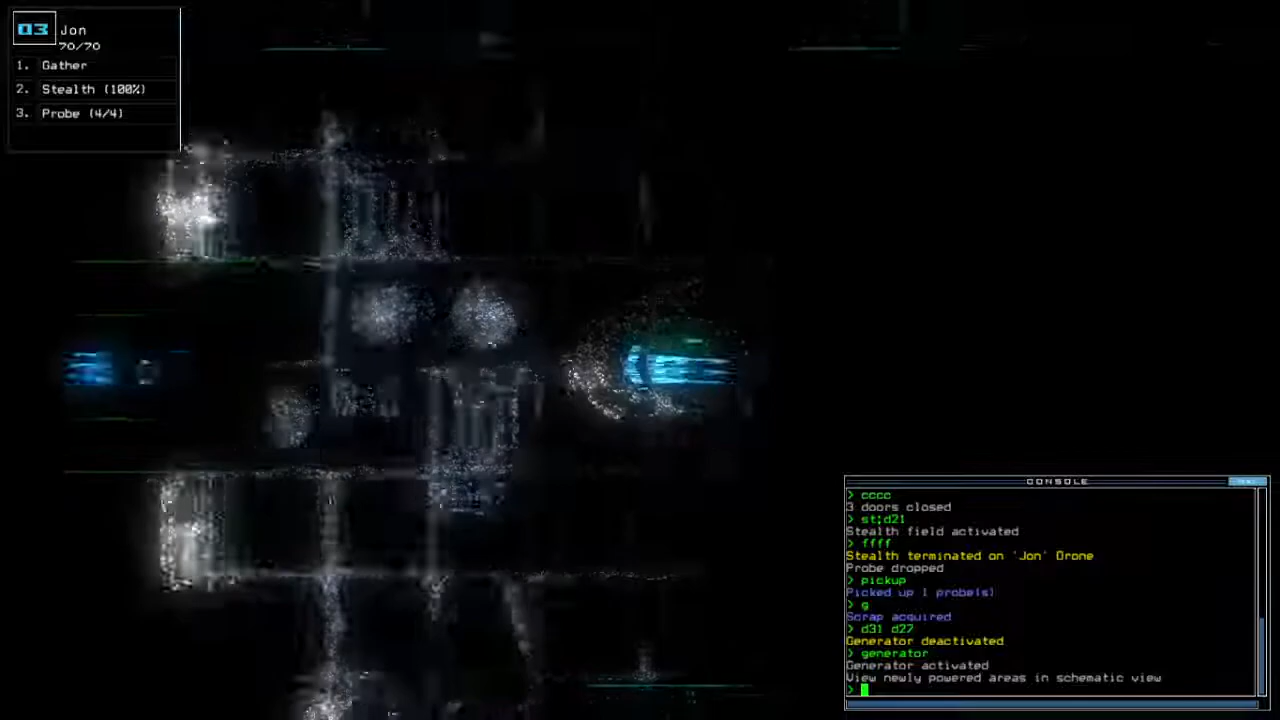 03 Jon
70/70
1. Gather
2. Stealth (100%)
3. Probe (4/4)
CONSOLE
> cccc
3 doors closed
> st;d21
Stealth field activated
> ffff
Stealth terminated on 'Jon' Drone
Probe dropped
> pickup
Picked up 1 probe(s)
> g
Scrap acquired
> d31 d27
Generator deactivated
> generator
Generator activated
View newly powered areas in schematic view
>